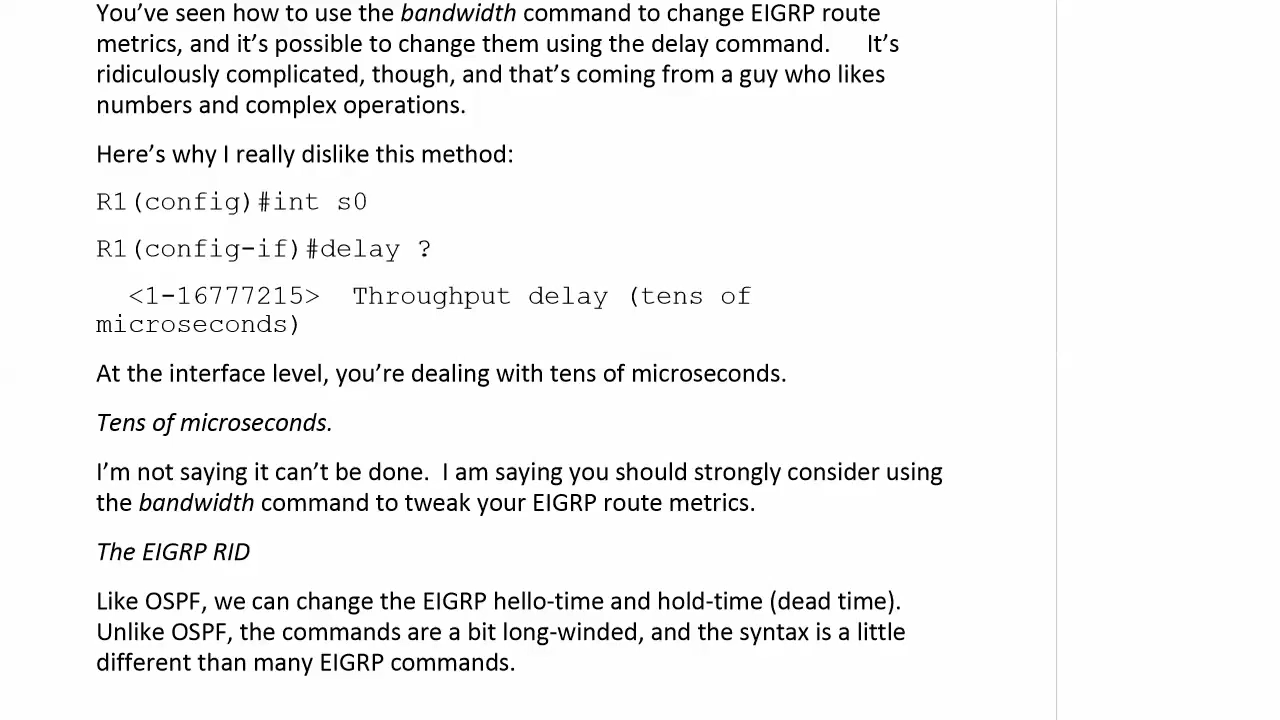 You’ve seen how to use the bandwidth command to change EIGRP route
metrics, and it’s possible to change them using the delay command. It’s
ridiculously complicated, though, and that’s coming from a guy who likes
numbers and complex operations.
Here’s why I really dislike this method:
R1(config)#int s0
R1(config-if)#delay ?
<1-16777215> Throughput delay (tens of
microseconds)
At the interface level, you’re dealing with tens of microseconds.
Tens of microseconds.
I’m not saying it can’t be done. I am saying you should strongly consider using
the bandwidth command to tweak your EIGRP route metrics.
The EIGRP RID
Like OSPF, we can change the EIGRP hello-time and hold-time (dead time).
Unlike OSPF, the commands are a bit long-winded, and the syntax is a little
different than many EIGRP commands.